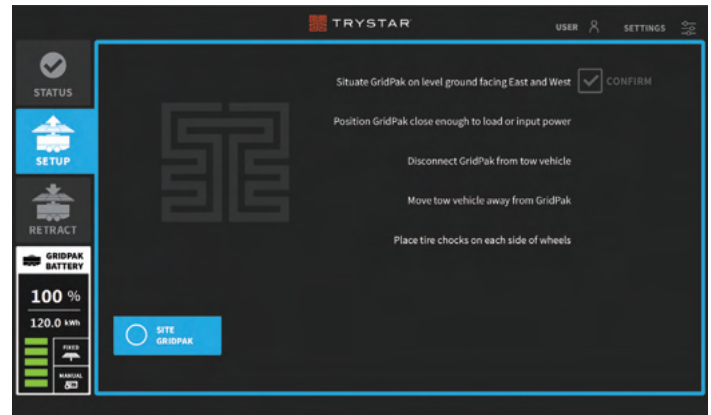 TRYSTAR
USER
SETTINGS
STATUS
SETUP
RETRACT
GRIDPAK
BATTERY
100 %
120.0 kWh
FIXED
MANUAL
Situate GridPak on level ground facing East and West
CONFIRM
Position GridPak close enough to load or input power
Disconnect GridPak from tow vehicle
Move tow vehicle away from GridPak
Place tire chocks on each side of wheels
SITE
GRIDPAK